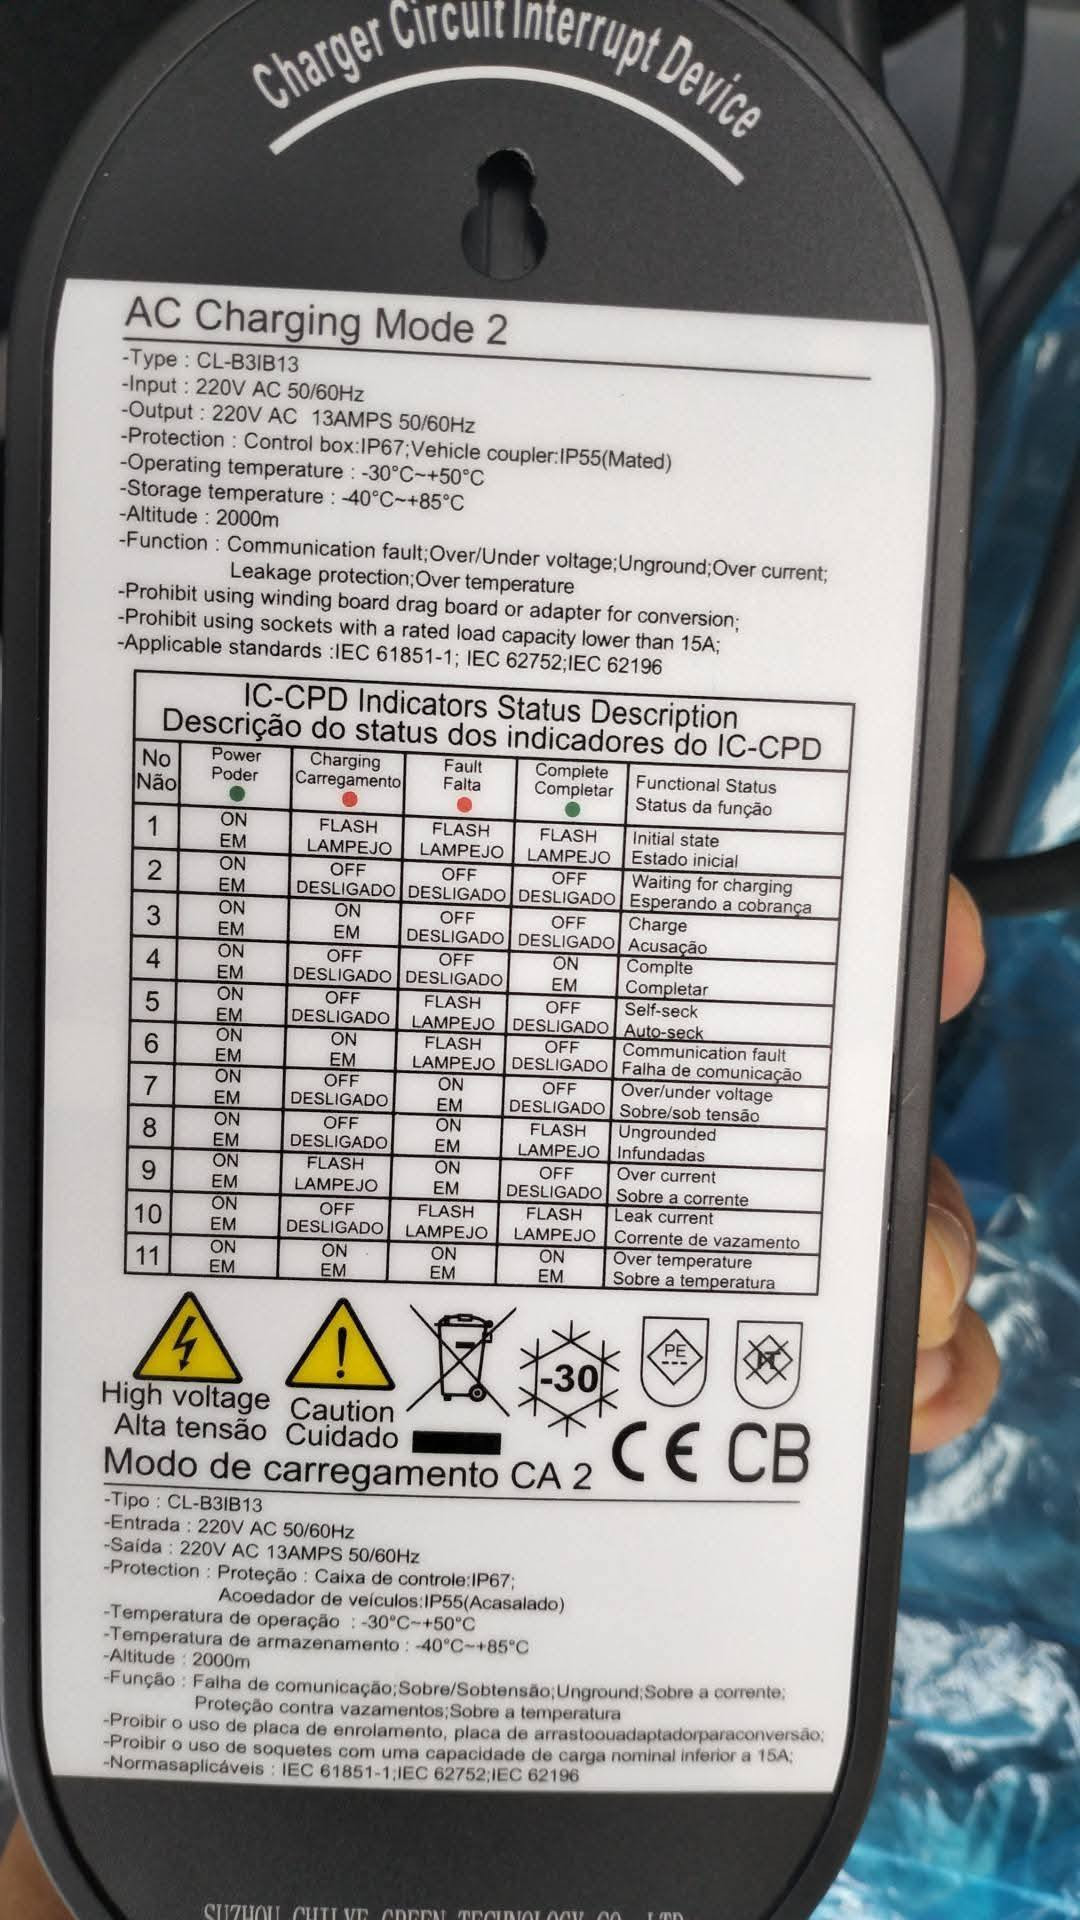 Charger Circuit Interrupt Device
AC Charging Mode 2
-Type : CL-B3IB13
-Input : 220V AC 50/60Hz
-Output : 220V AC 13AMPS 50/60Hz
-Protection : Control box:IP67;Vehicle coupler:IP55(Mated)
-Operating temperature : -30°C~+50°C
-Storage temperature : -40°C~+85°C
-Altitude : 2000m
-Function : Communication fault;Over/Under voltage;Unground;Over current;
Leakage protection;Over temperature
-Prohibit using winding board drag board or adapter for conversion;
-Prohibit using sockets with a rated load capacity lower than 15A;
-Applicable standards :IEC 61851-1; IEC 62752;IEC 62196
IC-CPD Indicators Status Description
Descrição do status dos indicadores do IC-CPD
No Power Charging Fault Complete Functional Status
Não Poder Carregamento Falta Completar Status da função
1 ON FLASH FLASH FLASH Initial state
EM LAMPEJO LAMPEJO LAMPEJO Estado inicial
2 ON OFF OFF OFF Waiting for charging
EM DESLIGADO DESLIGADO DESLIGADO Esperando a cobrança
3 ON ON OFF OFF Charge
EM EM DESLIGADO DESLIGADO Acusação
4 ON OFF OFF ON Complte
EM DESLIGADO DESLIGADO EM Completar
5 ON OFF FLASH OFF Self-seck
EM DESLIGADO LAMPEJO DESLIGADO Auto-seck
6 ON ON FLASH OFF Communication fault
EM EM LAMPEJO DESLIGADO Falha de comunicação
7 ON OFF ON OFF Over/under voltage
EM DESLIGADO EM DESLIGADO Sobre/sob tensão
8 ON OFF ON FLASH Ungrounded
EM DESLIGADO EM LAMPEJO Infundadas
9 ON FLASH ON OFF Over current
EM LAMPEJO EM DESLIGADO Sobre a corrente
10 ON OFF FLASH FLASH Leak current
EM DESLIGADO LAMPEJO LAMPEJO Corrente de vazamento
11 ON ON ON ON Over temperature
EM EM EM EM Sobre a temperatura
-30 PE IT
High voltage Caution
Alta tensão Cuidado
CE CB
Modo de carregamento CA 2
-Tipo : CL-B3IB13
-Entrada : 220V AC 50/60Hz
-Saída : 220V AC 13AMPS 50/60Hz
-Protection : Proteção : Caixa de controle:IP67;
Acoedador de veículos:IP55(Acasalado)
-Temperatura de operação : -30°C~+50°C
-Temperatura de armazenamento : -40°C~+85°C
-Altitude : 2000m
-Função : Falha de comunicação;Sobre/Sobtensão;Unground;Sobre a corrente;
Proteção contra vazamentos;Sobre a temperatura
-Proibir o uso de placa de enrolamento, placa de arrastoouadaptadorparaconversão;
-Proibir o uso de soquetes com uma capacidade de carga nominal inferior a 15A;
-Normasaplicáveis : IEC 61851-1;IEC 62752;IEC 62196
SUZHOU CHILYE GREEN TECHNOLOGY CO., LTD